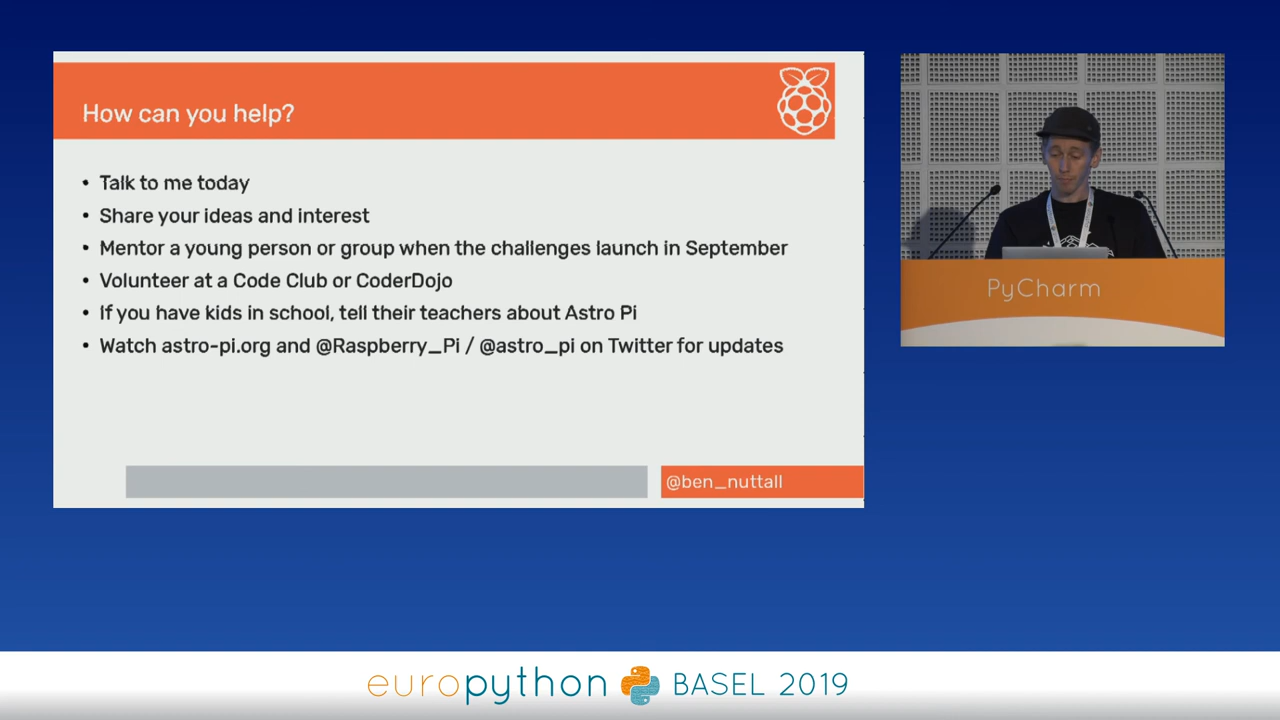 How can you help?
• Talk to me today
• Share your ideas and interest
• Mentor a young person or group when the challenges launch in September
• Volunteer at a Code Club or CoderDojo
• If you have kids in school, tell their teachers about Astro Pi
• Watch astro-pi.org and @Raspberry_Pi / @astro_pi on Twitter for updates
@ben_nuttall
PyCharm
europython BASEL 2019